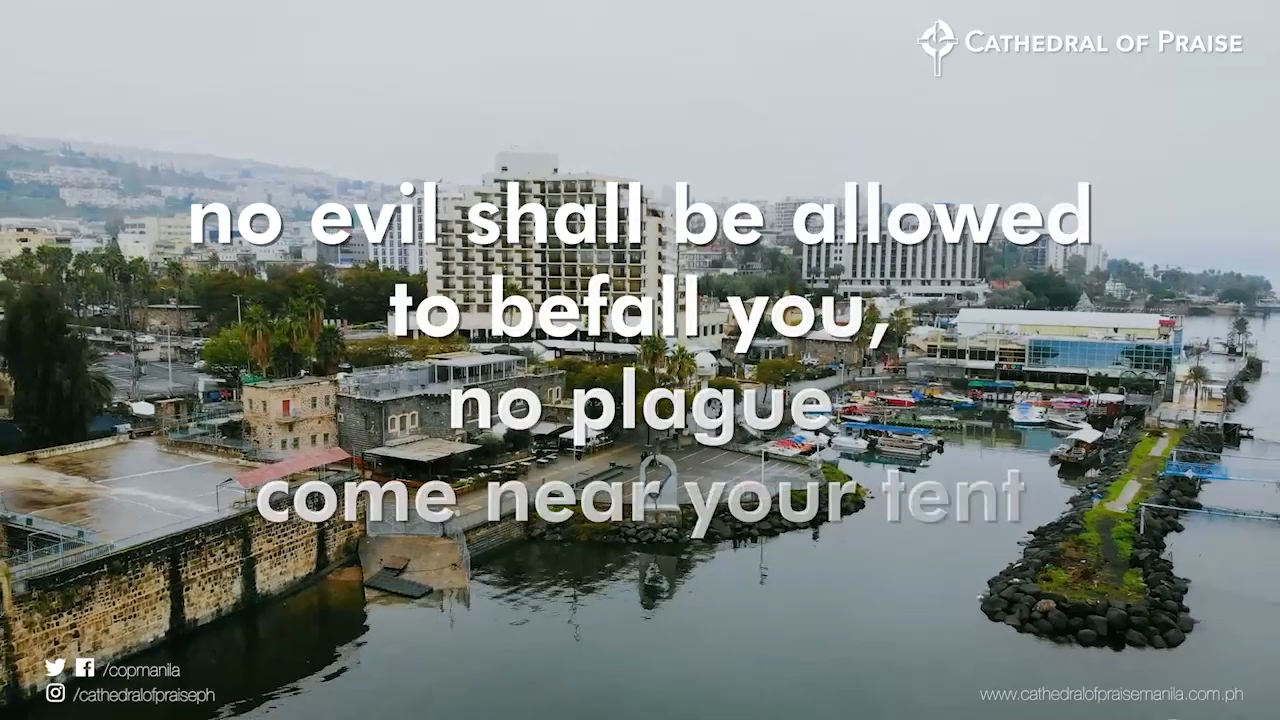 CATHEDRAL OF PRAISE
no evil shall be allowed
to befall you,
no plague
come near your tent
/copmanila
/cathedralofpraiseph
www.cathedralofpraisemanila.com.ph